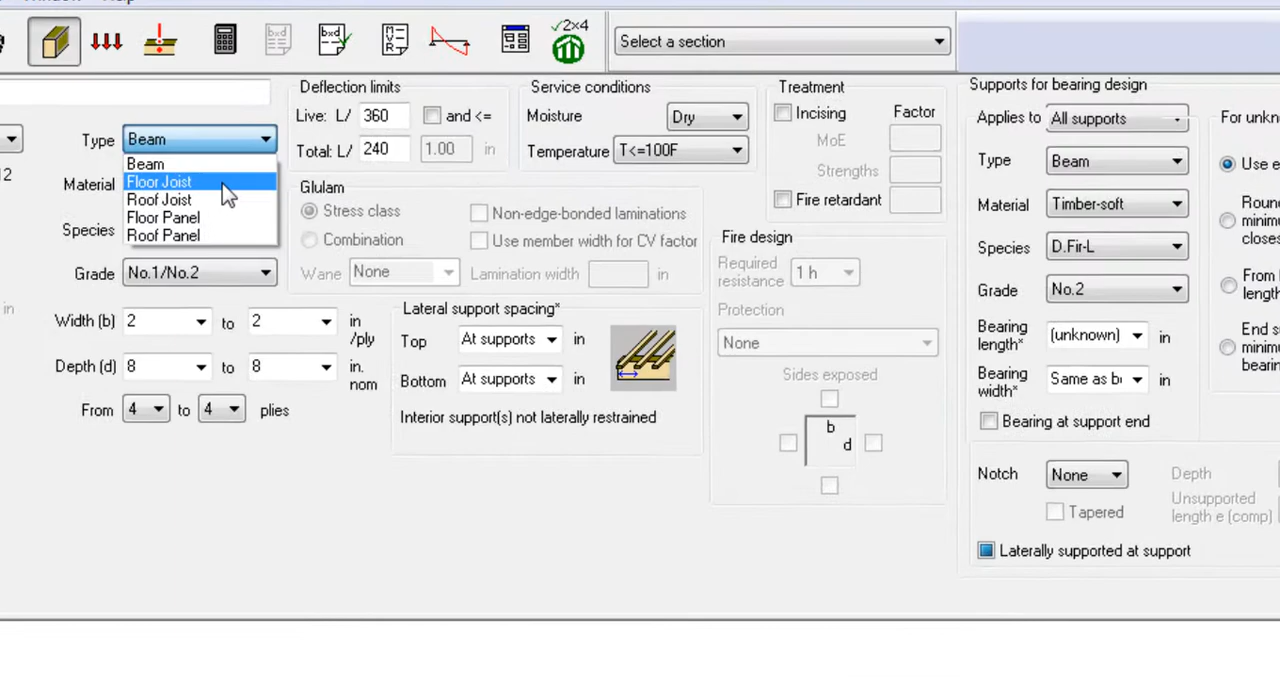 Window Help
bxd
bxd
MVR
✓2x4
Select a section
Type Beam
Beam
Floor Joist
Roof Joist
Floor Panel
Roof Panel
12
Material
Species
Grade No.1/No.2
in
Width (b) 2 to 2 in /ply
Depth (d) 8 to 8 in. nom
From 4 to 4 plies
Deflection limits
Live: L/ 360 and <=
Total: L/ 240 1.00 in
Service conditions
Moisture Dry
Temperature T<=100F
Treatment
Incising Factor
MoE
Strengths
Fire retardant
Glulam
Stress class
Combination
Wane None
Non-edge-bonded laminations
Use member width for CV factor
Lamination width in
Lateral support spacing*
Top At supports in
Bottom At supports in
Interior support(s) not laterally restrained
Fire design
Required resistance 1 h
Protection
None
Sides exposed
b
d
Supports for bearing design
Applies to All supports
Type Beam
Material Timber-soft
Species D.Fir-L
Grade No.2
Bearing length* (unknown) in
Bearing width* Same as in
Bearing at support end
Notch None Depth
Unsupported length e (comp)
Tapered
Laterally supported at support
For
Use
minimum
From
length
End
minimum